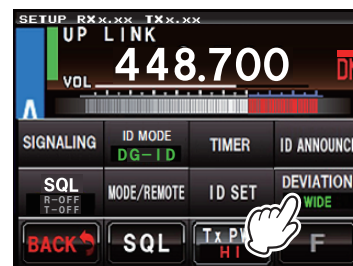 SETUP RXx.xx TXx.xx
UP LINK
VOL 448.700
A
SIGNALING ID MODE TIMER ID ANNOUNC
DG-ID
SQL MODE/REMOTE ID SET DEVIATION
R-OFF WIDE
T-OFF
BACK SQL TX P F
HI